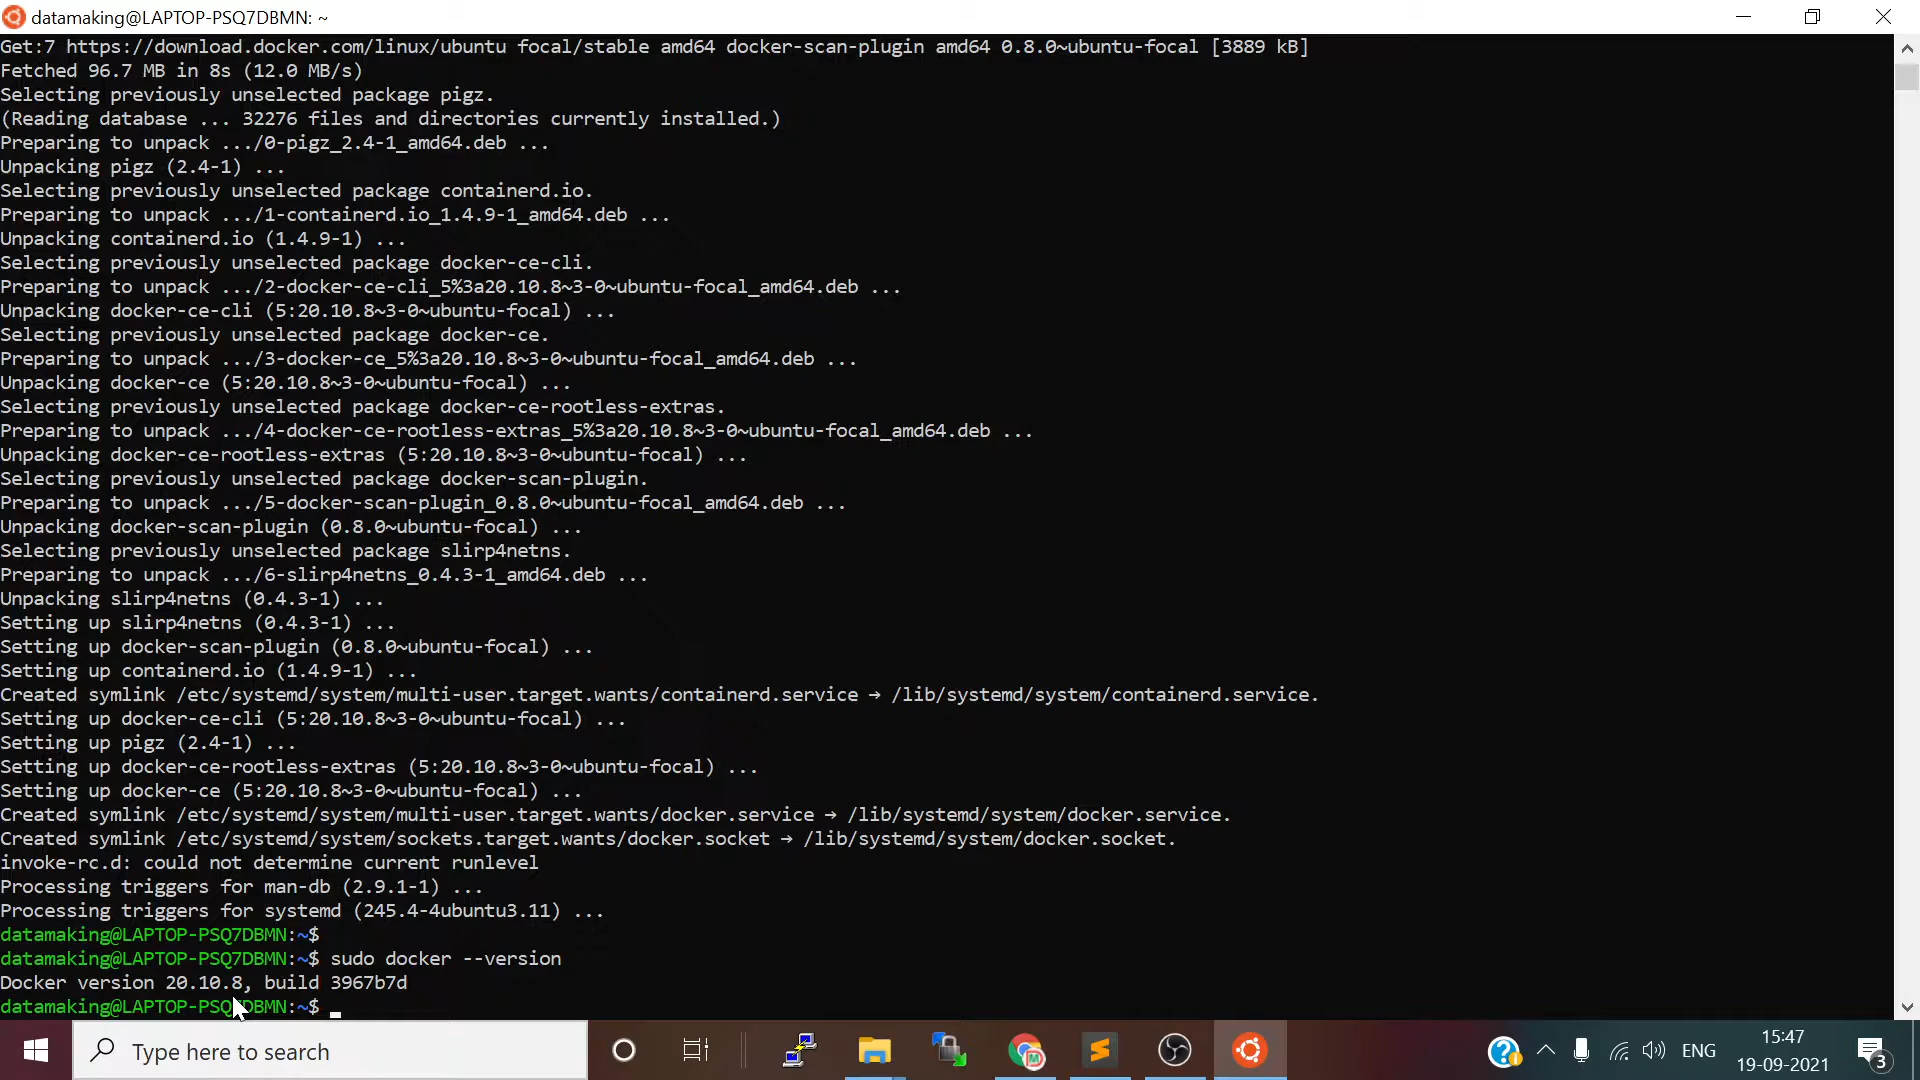 datamaking@LAPTOP-PSQ7DBMN: ~
Get:7 https://download.docker.com/linux/ubuntu focal/stable amd64 docker-scan-plugin amd64 0.8.0~ubuntu-focal [3889 kB]
Fetched 96.7 MB in 8s (12.0 MB/s)
Selecting previously unselected package pigz.
(Reading database ... 32276 files and directories currently installed.)
Preparing to unpack .../0-pigz_2.4-1_amd64.deb ...
Unpacking pigz (2.4-1) ...
Selecting previously unselected package containerd.io.
Preparing to unpack .../1-containerd.io_1.4.9-1_amd64.deb ...
Unpacking containerd.io (1.4.9-1) ...
Selecting previously unselected package docker-ce-cli.
Preparing to unpack .../2-docker-ce-cli_5%3a20.10.8~3-0~ubuntu-focal_amd64.deb ...
Unpacking docker-ce-cli (5:20.10.8~3-0~ubuntu-focal) ...
Selecting previously unselected package docker-ce.
Preparing to unpack .../3-docker-ce_5%3a20.10.8~3-0~ubuntu-focal_amd64.deb ...
Unpacking docker-ce (5:20.10.8~3-0~ubuntu-focal) ...
Selecting previously unselected package docker-ce-rootless-extras.
Preparing to unpack .../4-docker-ce-rootless-extras_5%3a20.10.8~3-0~ubuntu-focal_amd64.deb ...
Unpacking docker-ce-rootless-extras (5:20.10.8~3-0~ubuntu-focal) ...
Selecting previously unselected package docker-scan-plugin.
Preparing to unpack .../5-docker-scan-plugin_0.8.0~ubuntu-focal_amd64.deb ...
Unpacking docker-scan-plugin (0.8.0~ubuntu-focal) ...
Selecting previously unselected package slirp4netns.
Preparing to unpack .../6-slirp4netns_0.4.3-1_amd64.deb ...
Unpacking slirp4netns (0.4.3-1) ...
Setting up slirp4netns (0.4.3-1) ...
Setting up docker-scan-plugin (0.8.0~ubuntu-focal) ...
Setting up containerd.io (1.4.9-1) ...
Created symlink /etc/systemd/system/multi-user.target.wants/containerd.service → /lib/systemd/system/containerd.service.
Setting up docker-ce-cli (5:20.10.8~3-0~ubuntu-focal) ...
Setting up pigz (2.4-1) ...
Setting up docker-ce-rootless-extras (5:20.10.8~3-0~ubuntu-focal) ...
Setting up docker-ce (5:20.10.8~3-0~ubuntu-focal) ...
Created symlink /etc/systemd/system/multi-user.target.wants/docker.service → /lib/systemd/system/docker.service.
Created symlink /etc/systemd/system/sockets.target.wants/docker.socket → /lib/systemd/system/docker.socket.
invoke-rc.d: could not determine current runlevel
Processing triggers for man-db (2.9.1-1) ...
Processing triggers for systemd (245.4-4ubuntu3.11) ...
datamaking@LAPTOP-PSQ7DBMN:~$
datamaking@LAPTOP-PSQ7DBMN:~$ sudo docker --version
Docker version 20.10.8, build 3967b7d
datamaking@LAPTOP-PSQ7DBMN:~$
Type here to search
ENG
15:47
19-09-2021
3